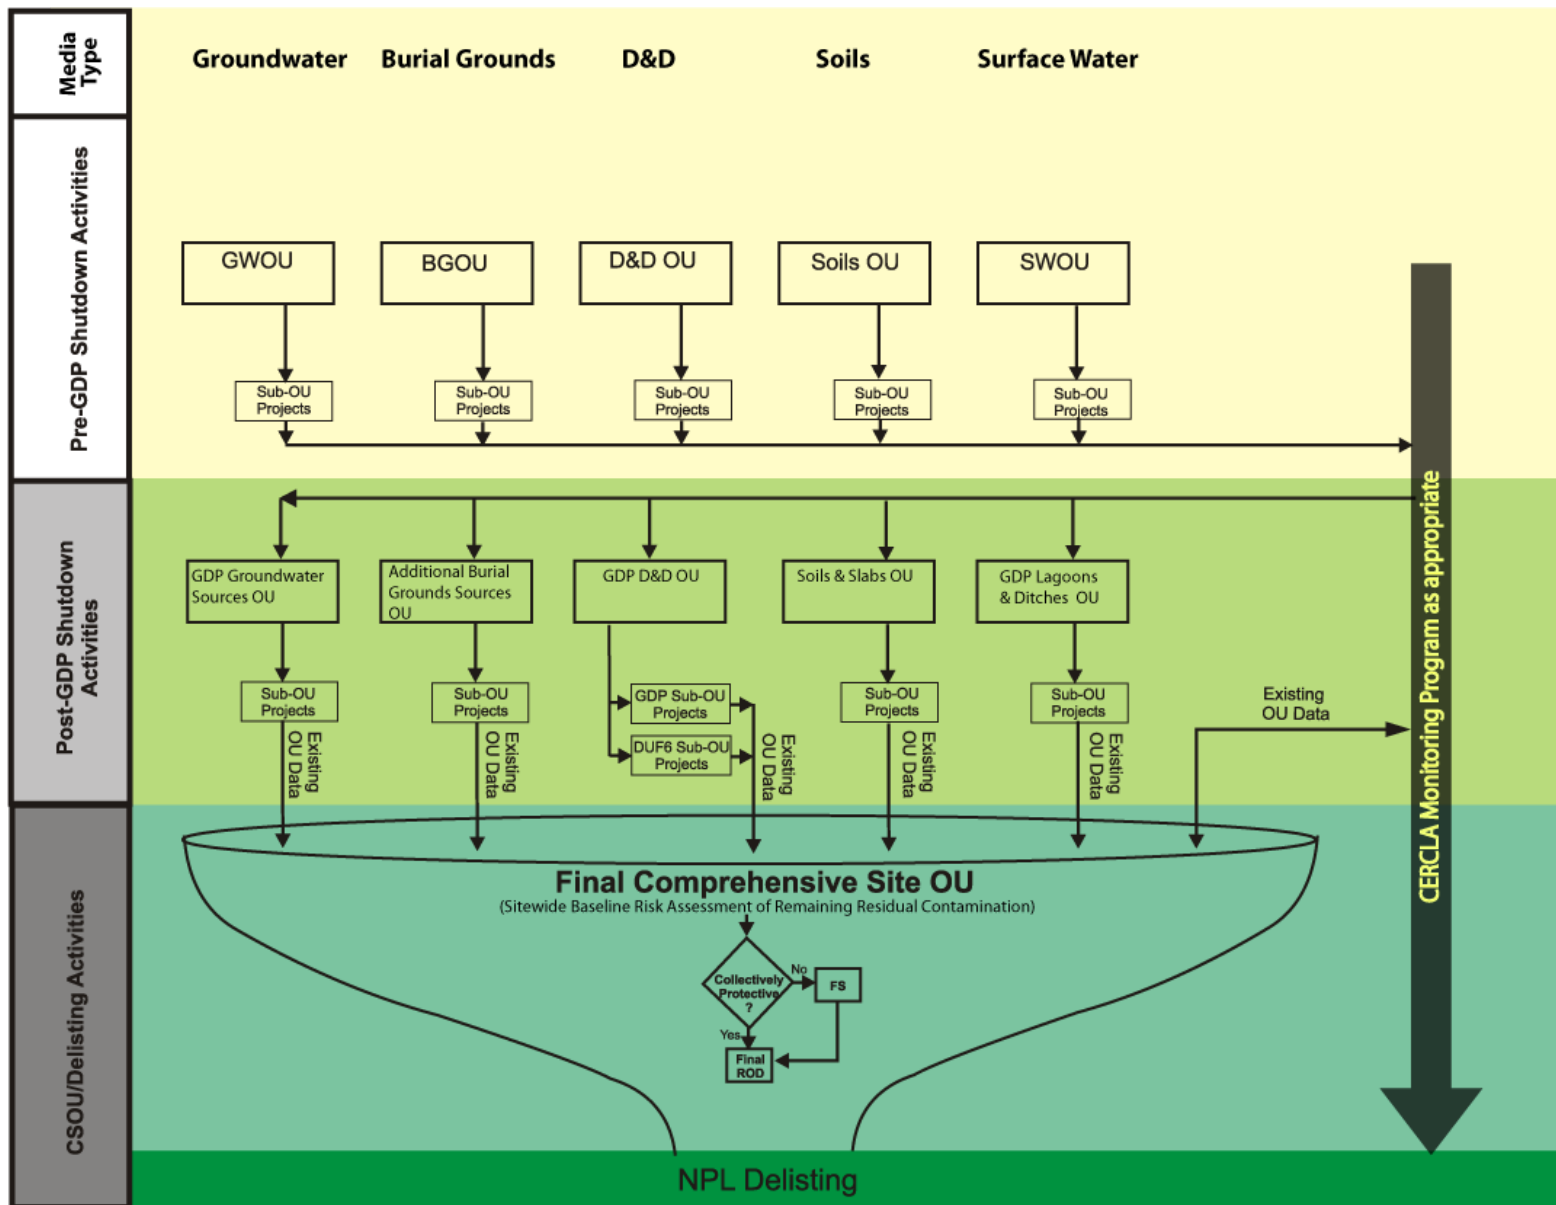 Media
Type
Groundwater
Burial Grounds
D&D
Soils
Surface Water
Pre-GDP Shutdown Activities
GWOU
BGOU
D&D OU
Soils OU
SWOU
Sub-OU
Projects
Sub-OU
Projects
Sub-OU
Projects
Sub-OU
Projects
Sub-OU
Projects
CERCLA Monitoring Program as appropriate
Post-GDP Shutdown
Activities
GDP Groundwater
Sources OU
Additional Burial
Grounds Sources
OU
GDP D&D OU
Soils & Slabs OU
GDP Lagoons
& Ditches OU
Sub-OU
Projects
Sub-OU
Projects
GDP Sub-OU
Projects
DUF6 Sub-OU
Projects
Sub-OU
Projects
Sub-OU
Projects
Existing
OU Data
Existing
OU Data
Existing
OU Data
Existing
OU Data
Existing
OU Data
Existing
OU Data
CSOU/Delisting Activities
Final Comprehensive Site OU
(Sitewide Baseline Risk Assessment of Remaining Residual Contamination)
Collectively
Protective
?
No
FS
Yes
Final
ROD
NPL Delisting